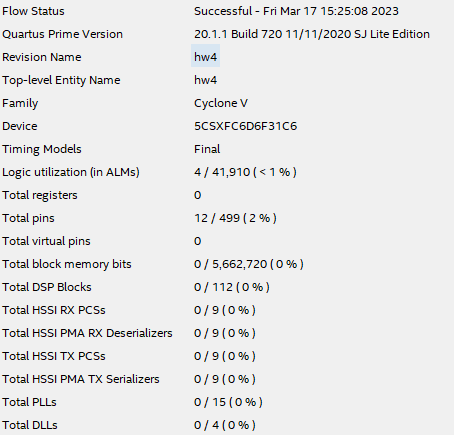 Flow Status Successful - Fri Mar 17 15:25:08 2023
Quartus Prime Version 20.1.1 Build 720 11/11/2020 SJ Lite Edition
Revision Name hw4
Top-level Entity Name hw4
Family Cyclone V
Device 5CSXFC6D6F31C6
Timing Models Final
Logic utilization (in ALMs) 4 / 41,910 ( < 1 % )
Total registers 0
Total pins 12 / 499 ( 2 % )
Total virtual pins 0
Total block memory bits 0 / 5,662,720 ( 0 % )
Total DSP Blocks 0 / 112 ( 0 % )
Total HSSI RX PCSs 0 / 9 ( 0 % )
Total HSSI PMA RX Deserializers 0 / 9 ( 0 % )
Total HSSI TX PCSs 0 / 9 ( 0 % )
Total HSSI PMA TX Serializers 0 / 9 ( 0 % )
Total PLLs 0 / 15 ( 0 % )
Total DLLs 0 / 4 ( 0 % )